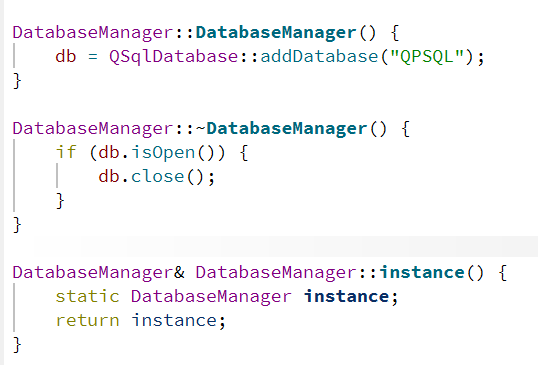 DatabaseManager::DatabaseManager() {
    db = QSqlDatabase::addDatabase("QPSQL");
}
DatabaseManager::~DatabaseManager() {
    if (db.isOpen()) {
        db.close();
    }
}
DatabaseManager& DatabaseManager::instance() {
    static DatabaseManager instance;
    return instance;
}